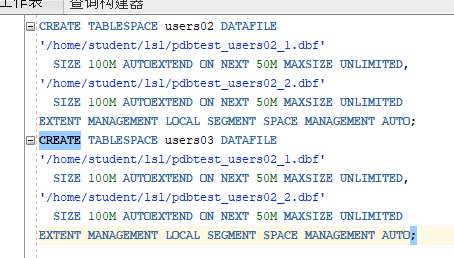 工作表 查询构建器
CREATE TABLESPACE users02 DATAFILE
'/home/student/lsl/pdbtest_users02_1.dbf'
SIZE 100M AUTOEXTEND ON NEXT 50M MAXSIZE UNLIMITED,
'/home/student/lsl/pdbtest_users02_2.dbf'
SIZE 100M AUTOEXTEND ON NEXT 50M MAXSIZE UNLIMITED
EXTENT MANAGEMENT LOCAL SEGMENT SPACE MANAGEMENT AUTO;
CREATE TABLESPACE users03 DATAFILE
'/home/student/lsl/pdbtest_users02_1.dbf'
SIZE 100M AUTOEXTEND ON NEXT 50M MAXSIZE UNLIMITED,
'/home/student/lsl/pdbtest_users02_2.dbf'
SIZE 100M AUTOEXTEND ON NEXT 50M MAXSIZE UNLIMITED
EXTENT MANAGEMENT LOCAL SEGMENT SPACE MANAGEMENT AUTO;